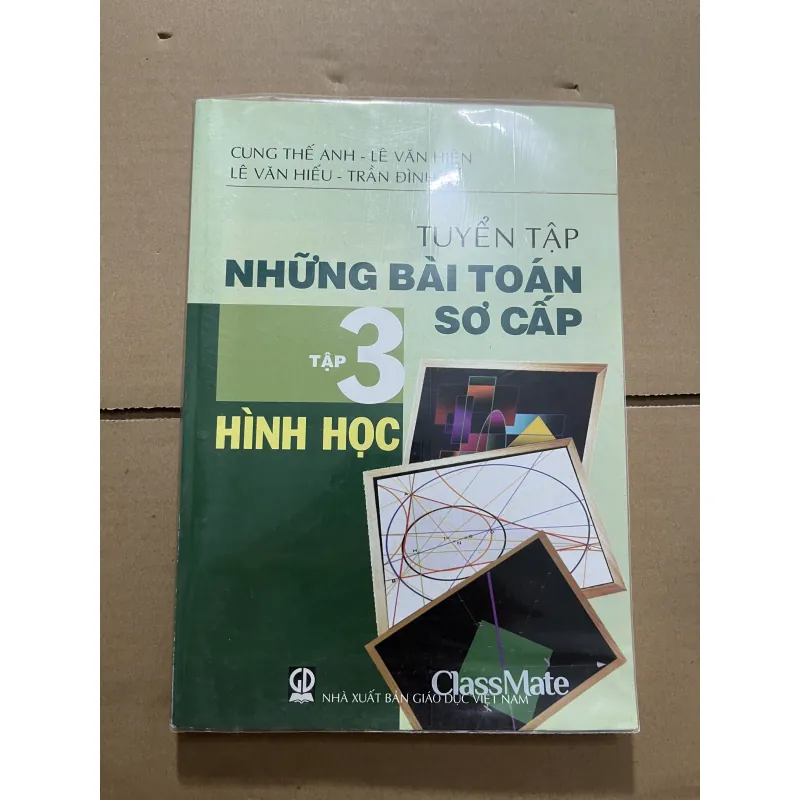 CUNG THẾ ANH - LÊ VĂN HIỆN
LÊ VĂN HIẾU - TRẦN ĐÌNH
TUYỂN TẬP
NHỮNG BÀI TOÁN
SƠ CẤP
TẬP 3
HÌNH HỌC
ClassMate
GD
NHÀ XUẤT BẢN GIÁO DỤC VIỆT NAM